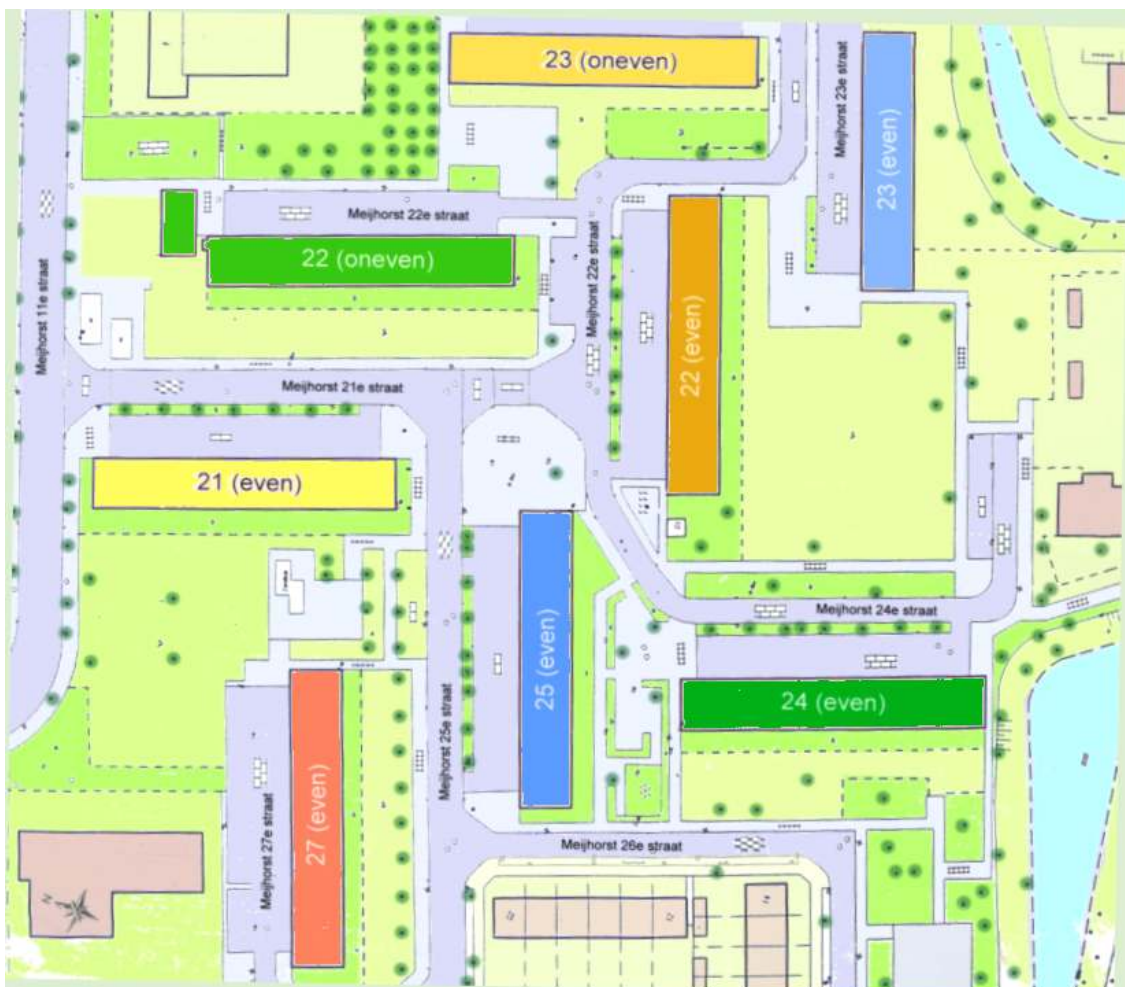 23 (oneven)
Meijhorst 23e straat
23 (even)
Meijhorst 22e straat
22 (oneven)
Meijhorst 11e straat
Meijhorst 22e straat
22 (even)
Meijhorst 21e straat
21 (even)
25 (even)
Meijhorst 24e straat
24 (even)
Meijhorst 25e straat
27 (even)
Meijhorst 27e straat
Meijhorst 26e straat
N